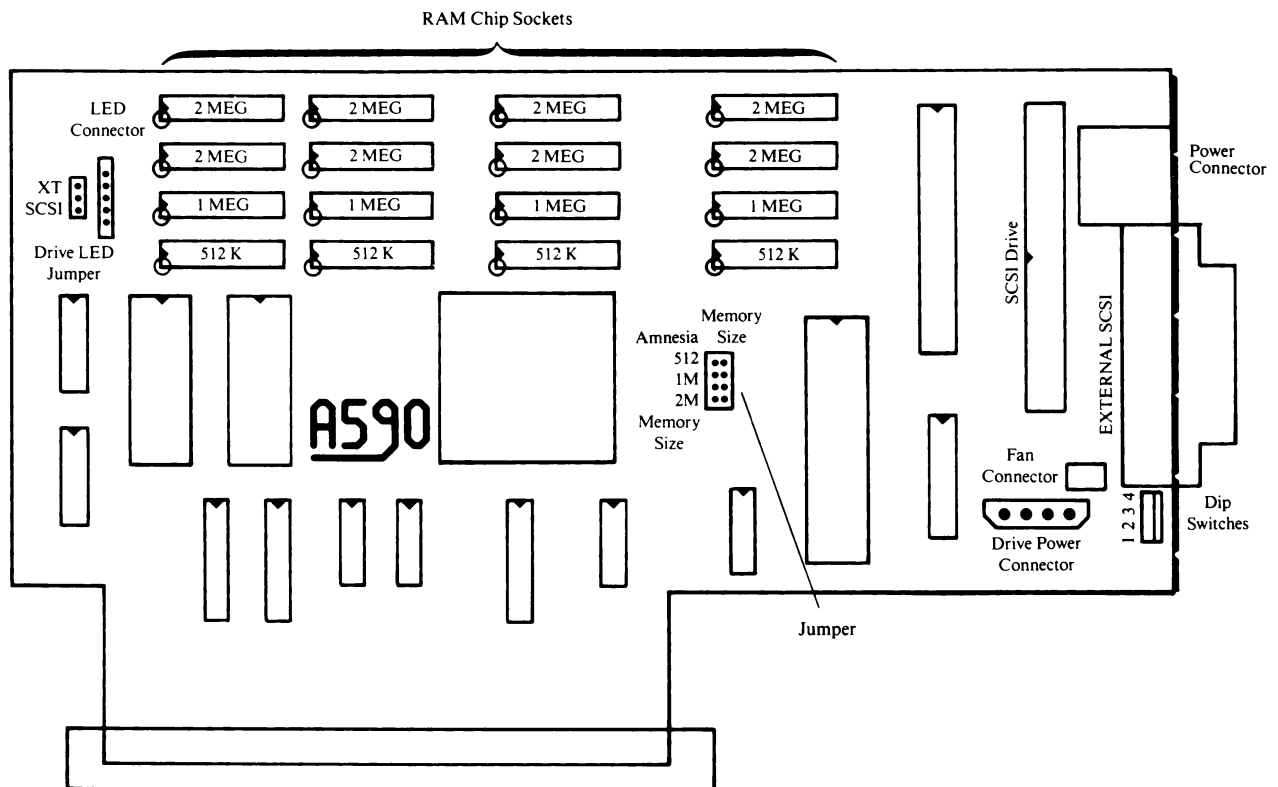 RAM Chip Sockets
LED
Connector
2 MEG 2 MEG 2 MEG 2 MEG
2 MEG 2 MEG 2 MEG 2 MEG
1 MEG 1 MEG 1 MEG 1 MEG
512 K 512 K 512 K 512 K
XT
SCSI
Drive LED
Jumper
Power
Connector
SCSI Drive
EXTERNAL SCSI
Memory
Size
Amnesia
512
1M
2M
Memory
Size
A590
Fan
Connector
Drive Power
Connector
1 2 3 4
Dip
Switches
Jumper